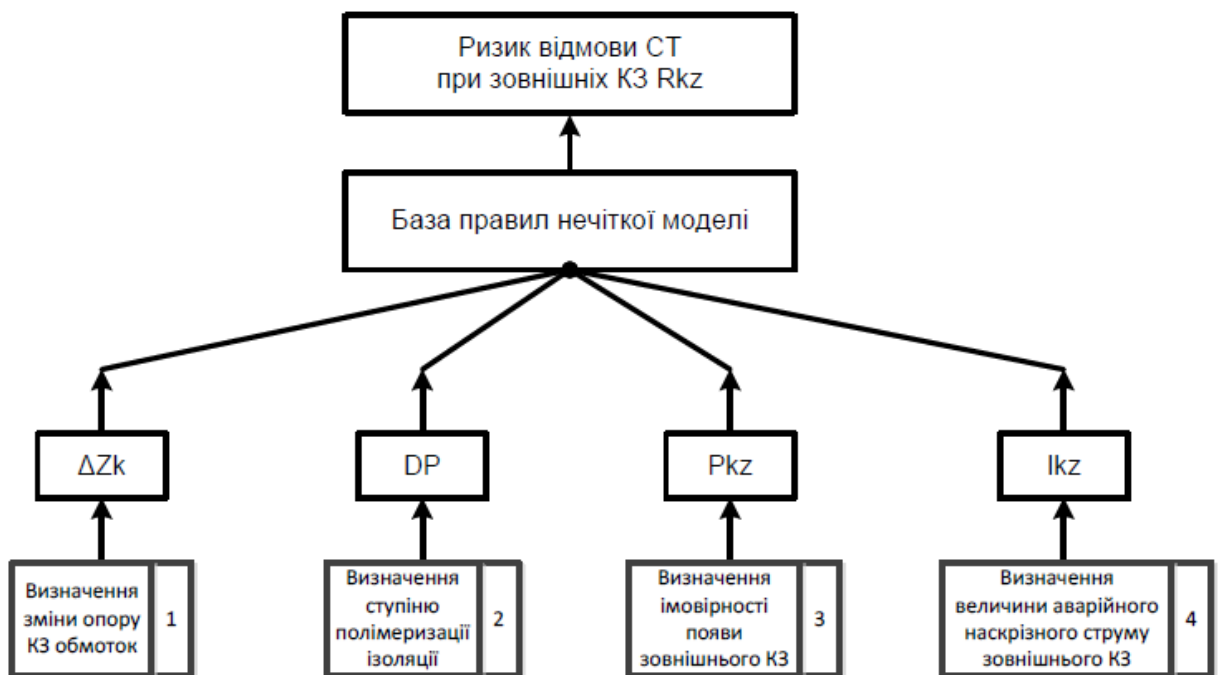 Ризик відмови СТ
при зовнішніх КЗ Rkz
База правил нечіткої моделі
ΔZk
DP
Pkz
Ikz
Визначення
зміни опору
КЗ обмоток
1
Визначення
ступіню
полімеризації
ізоляції
2
Визначення
імовірності
появи
зовнішнього КЗ
3
Визначення
величини аварійного
наскрізного струму
зовнішнього КЗ
4